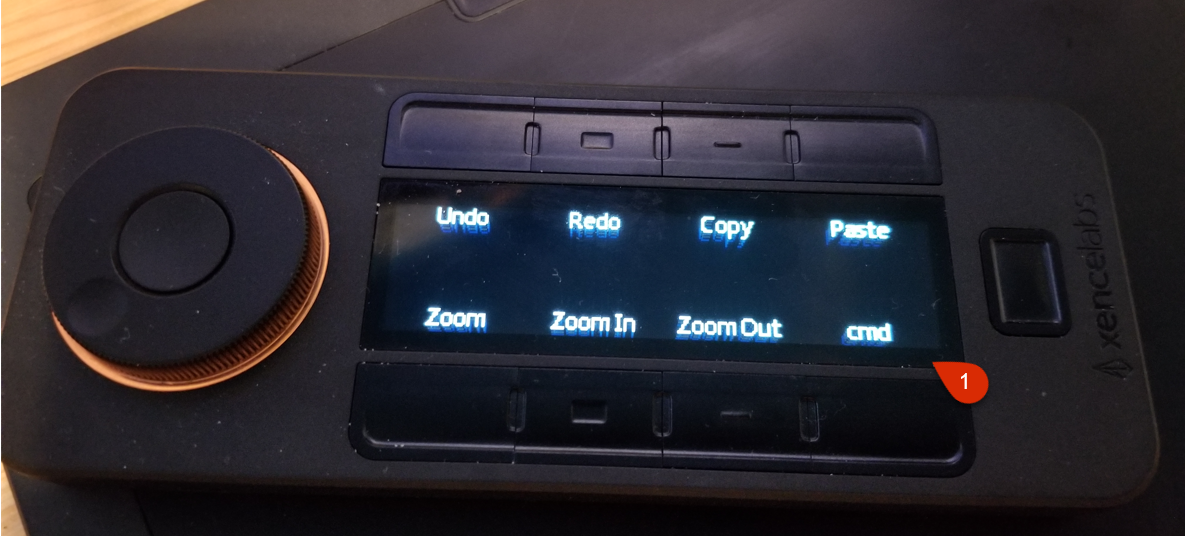 Undo Redo Copy Paste
Zoom Zoom In Zoom Out cmd
1
xencelabs